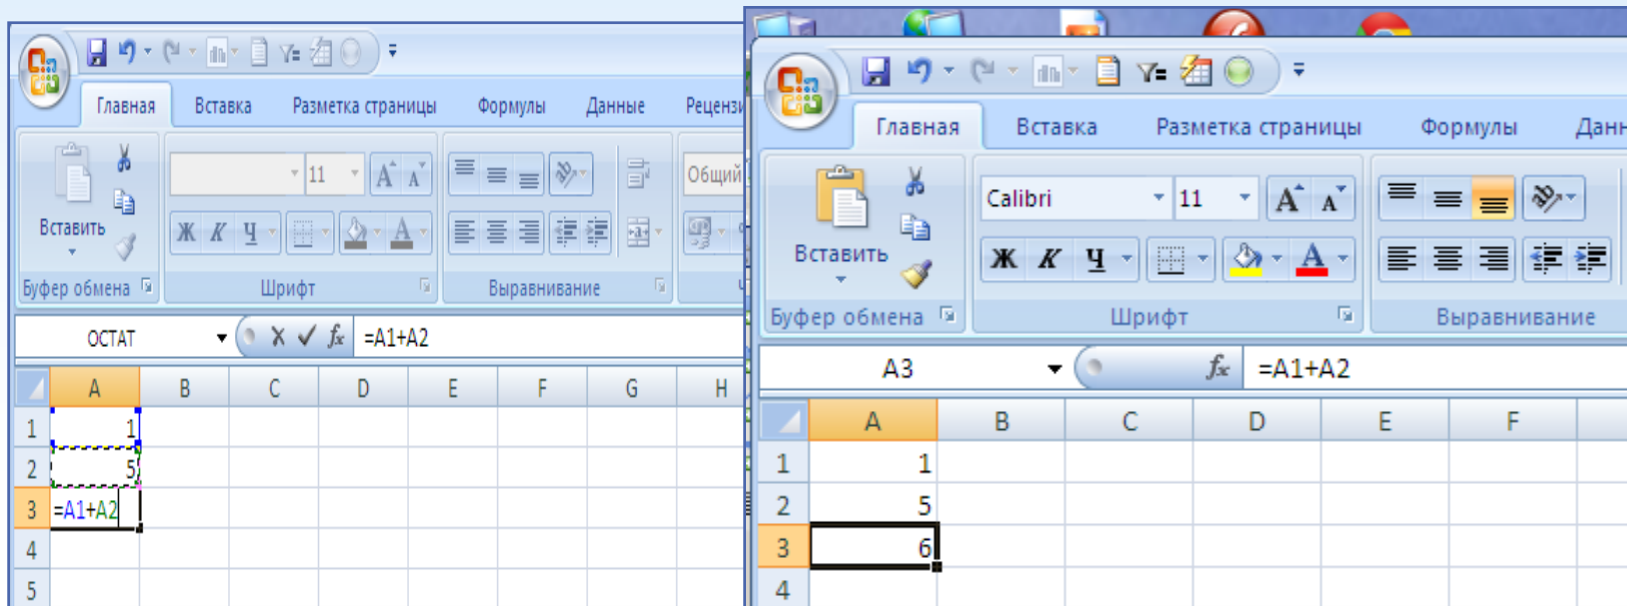 Главная Вставка Разметка страницы Формулы Данные Реценз
11
Общий
Вставить
Ж К Ч
Буфер обмена Шрифт Выравнивание
ОСТАТ fx =A1+A2
A B C D E F G H
1 1
2 5
3 =A1+A2
4
5
Главная Вставка Разметка страницы Формулы Данн
Calibri 11
Вставить
Ж К Ч
Буфер обмена Шрифт Выравнивание
A3 fx =A1+A2
A B C D E F
1 1
2 5
3 6
4